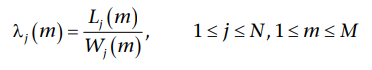 λ_j(m) = L_j(m) / W_j(m), 1 ≤ j ≤ N, 1 ≤ m ≤ M